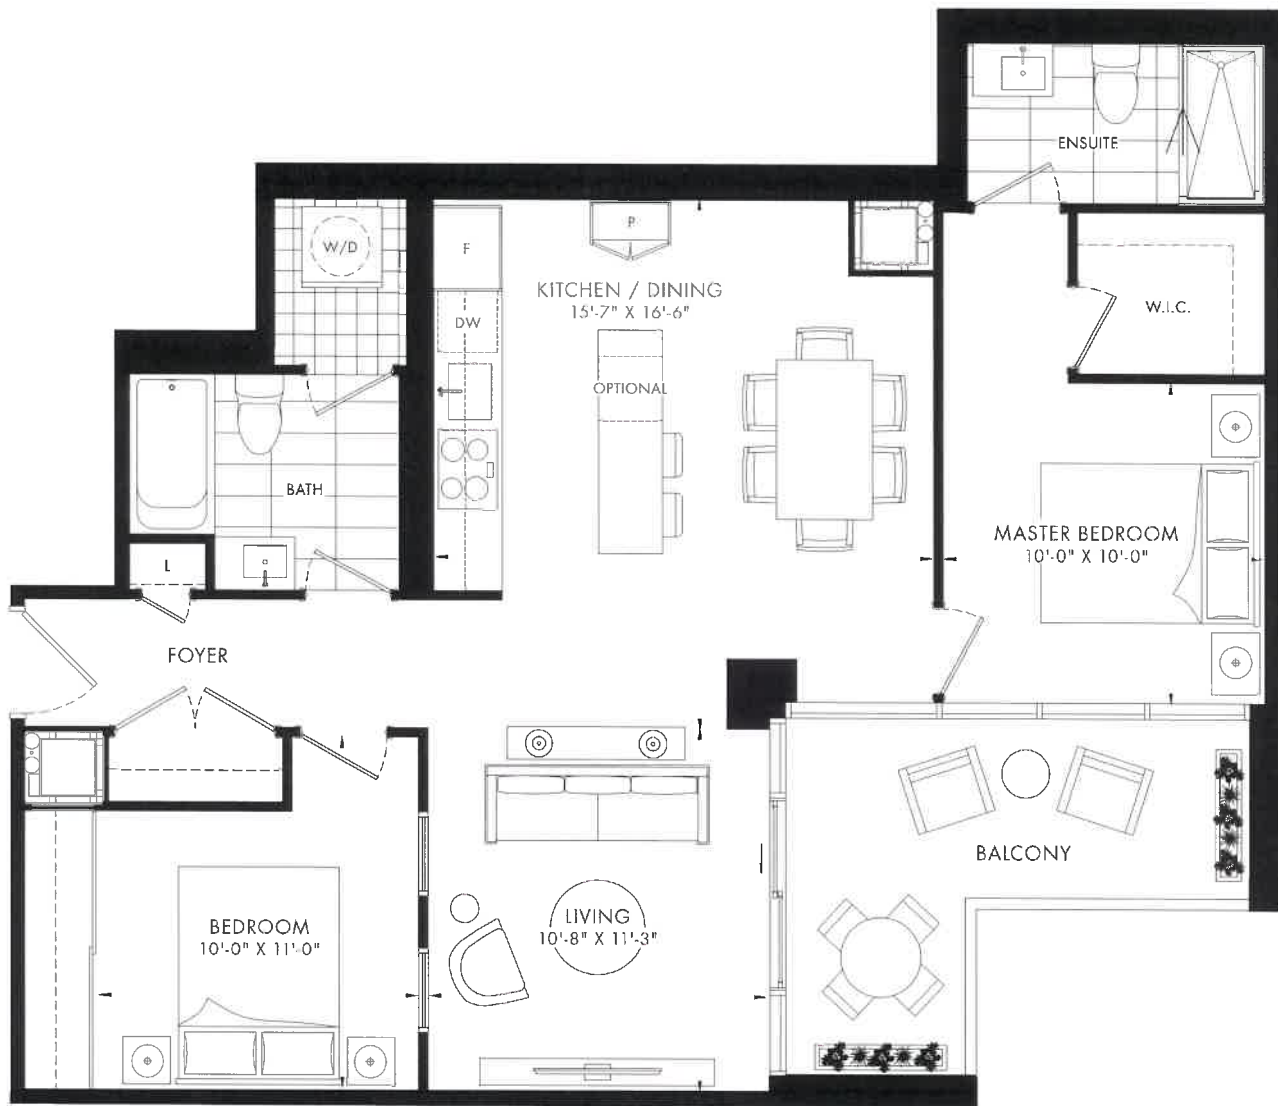 ENSUITE
W/D
F
P
KITCHEN / DINING
15'-7" X 16'-6"
W.I.C.
DW
OPTIONAL
BATH
MASTER BEDROOM
10'-0" X 10'-0"
L
FOYER
BALCONY
BEDROOM
10'-0" X 11'-0"
LIVING
10'-8" X 11'-3"